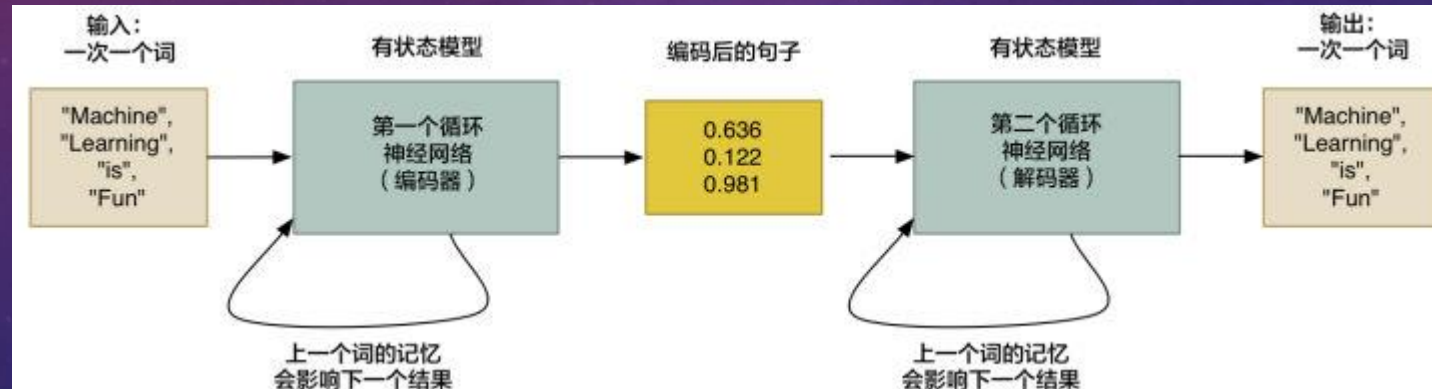 输入：
一次一个词
"Machine",
"Learning",
"is",
"Fun"
有状态模型
第一个循环
神经网络
（编码器）
上一个词的记忆
会影响下一个结果
编码后的句子
0.636
0.122
0.981
有状态模型
第二个循环
神经网络
（解码器）
上一个词的记忆
会影响下一个结果
输出：
一次一个词
"Machine",
"Learning",
"is",
"Fun"